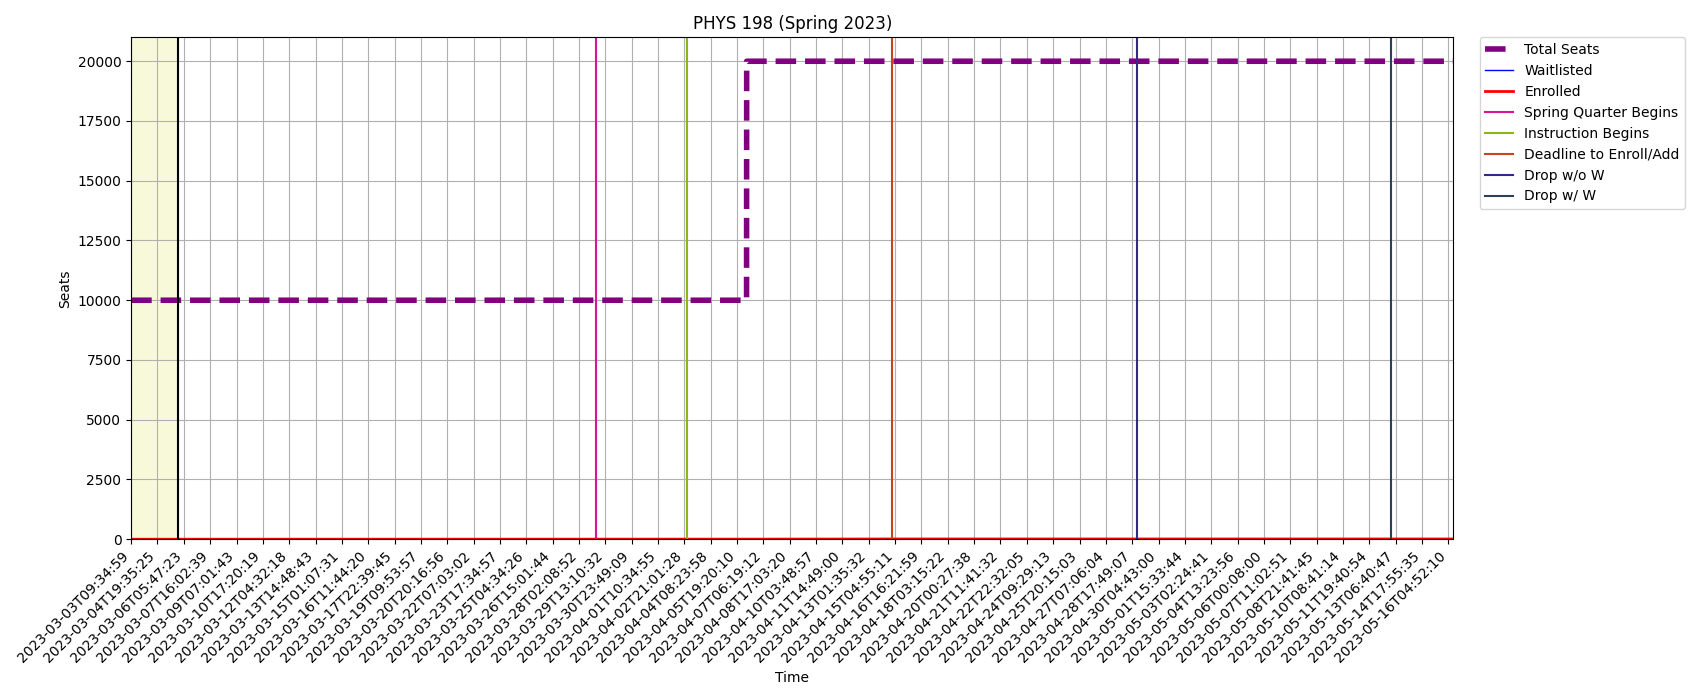 PHYS 198 (Spring 2023)
20000
17500
15000
12500
10000
7500
5000
2500
0
Seats
2023-03-03T09:34:59
2023-03-04T19:35:25
2023-03-06T05:47:23
2023-03-07T16:02:39
2023-03-09T07:01:43
2023-03-10T17:20:19
2023-03-12T04:32:18
2023-03-13T14:48:43
2023-03-15T01:07:31
2023-03-16T11:44:20
2023-03-17T22:39:45
2023-03-19T09:53:57
2023-03-20T20:16:56
2023-03-22T07:03:02
2023-03-23T17:34:57
2023-03-25T04:34:26
2023-03-26T15:01:44
2023-03-28T02:08:52
2023-03-29T13:10:32
2023-03-30T23:49:09
2023-04-01T10:34:55
2023-04-02T21:01:28
2023-04-04T08:23:58
2023-04-05T19:20:10
2023-04-07T06:19:12
2023-04-08T17:03:20
2023-04-10T03:48:57
2023-04-11T14:49:00
2023-04-13T01:35:32
2023-04-15T04:55:11
2023-04-16T16:21:59
2023-04-18T03:15:22
2023-04-20T00:27:38
2023-04-21T11:41:32
2023-04-22T22:32:05
2023-04-24T09:29:13
2023-04-25T20:15:03
2023-04-27T07:06:04
2023-04-28T17:49:07
2023-04-30T04:43:00
2023-05-01T15:33:44
2023-05-03T02:24:41
2023-05-04T13:23:56
2023-05-06T00:08:00
2023-05-07T11:02:51
2023-05-08T21:41:45
2023-05-10T08:41:14
2023-05-11T19:40:54
2023-05-13T06:40:47
2023-05-14T17:55:35
2023-05-16T04:52:10
Time
Total Seats
Waitlisted
Enrolled
Spring Quarter Begins
Instruction Begins
Deadline to Enroll/Add
Drop w/o W
Drop w/ W